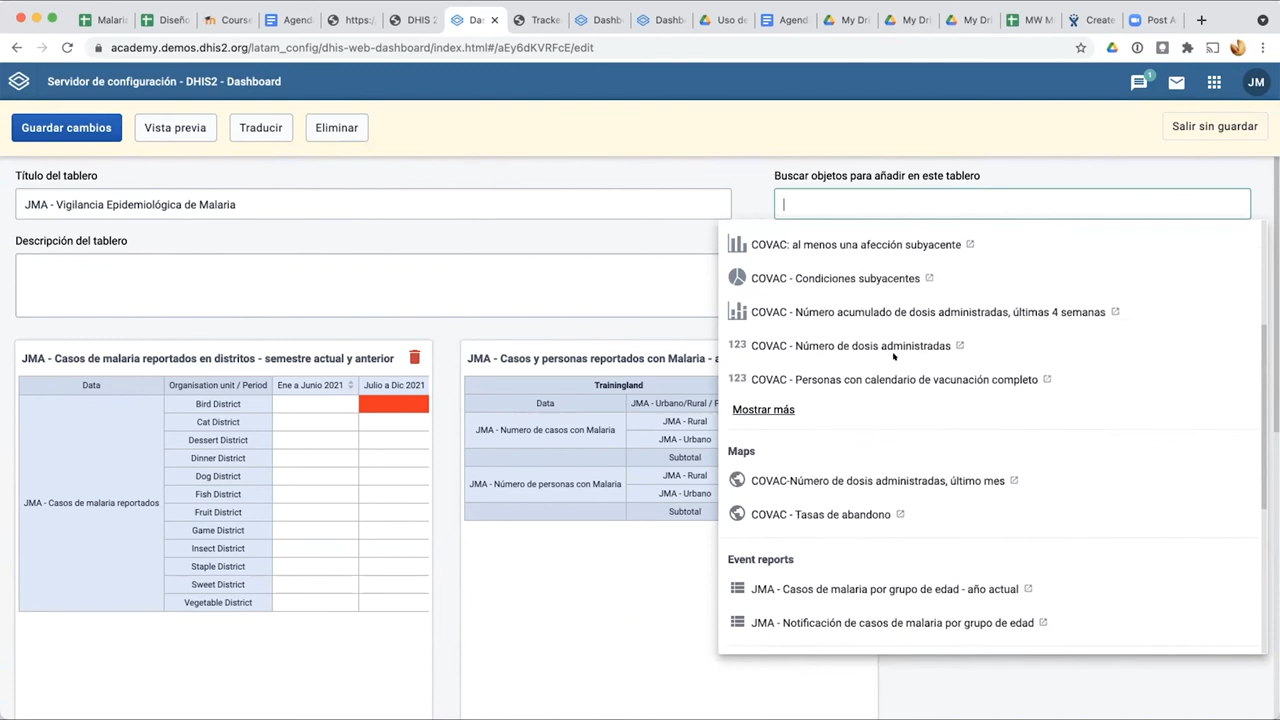 Malaria
Diseño
Course
Agend
https:/
DHIS 2
Das
Tracke
Dashb
Dashb
Uso de
Agend
My Dri
My Dri
My Dri
MW M
Create
Post A
academy.demos.dhis2.org/latam_config/dhis-web-dashboard/index.html#/aEy6dKVRFcE/edit
Servidor de configuración - DHIS2 - Dashboard
1
JM
Guardar cambios
Vista previa
Traducir
Eliminar
Salir sin guardar
Título del tablero
Buscar objetos para añadir en este tablero
JMA - Vigilancia Epidemiológica de Malaria
Descripción del tablero
COVAC: al menos una afección subyacente
COVAC - Condiciones subyacentes
COVAC - Número acumulado de dosis administradas, últimas 4 semanas
123 COVAC - Número de dosis administradas
123 COVAC - Personas con calendario de vacunación completo
Mostrar más
Maps
COVAC-Número de dosis administradas, último mes
COVAC - Tasas de abandono
Event reports
JMA - Casos de malaria por grupo de edad - año actual
JMA - Notificación de casos de malaria por grupo de edad
JMA - Casos de malaria reportados en distritos - semestre actual y anterior
Data Organisation unit / Period Ene a Junio 2021 Julio a Dic 2021
JMA - Casos de malaria reportados
Bird District
Cat District
Dessert District
Dinner District
Dog District
Fish District
Fruit District
Game District
Insect District
Staple District
Sweet District
Vegetable District
JMA - Casos y personas reportados con Malaria - a
Trainingland
Data JMA - Urbano/Rural / P
JMA - Numero de casos con Malaria
JMA - Rural
JMA - Urbano
Subtotal
JMA - Número de personas con Malaria
JMA - Rural
JMA - Urbano
Subtotal